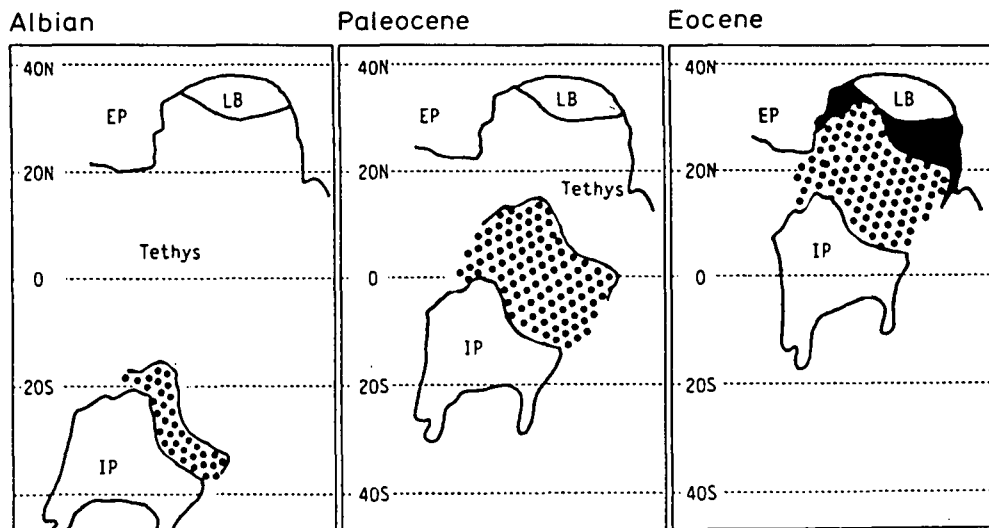 Albian
40N
LB
EP
20N
Tethys
0
20S
IP
Paleocene
40N
LB
EP
20N
Tethys
0
IP
20S
40S
Eocene
40N
LB
EP
20N
IP
0
20S
40S